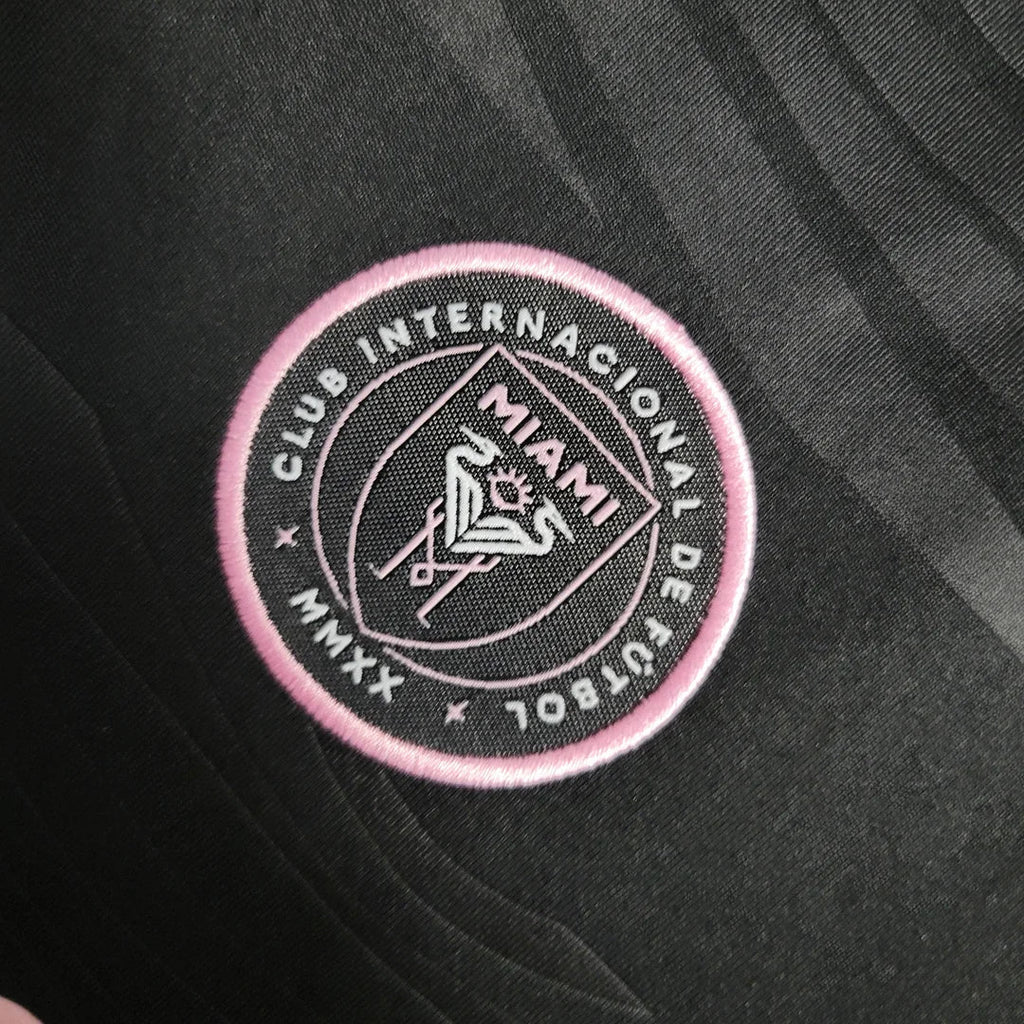 CLUB INTERNACIONAL DE FÚTBOL
MIAMI
MMXX